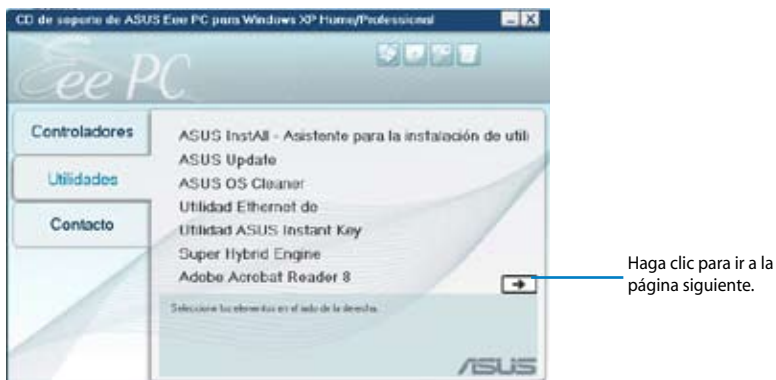 CD de soporte de ASUS Eee PC para Windows XP Home/Professional
Eee PC
Controladores
Utilidades
Contacto
ASUS InstAll - Asistente para la instalación de utili
ASUS Update
ASUS OS Cleaner
Utilidad Ethernet de
Utilidad ASUS Instant Key
Super Hybrid Engine
Adobe Acrobat Reader 8
Seleccione los elementos en el lado de la derecha.
ASUS
Haga clic para ir a la
página siguiente.